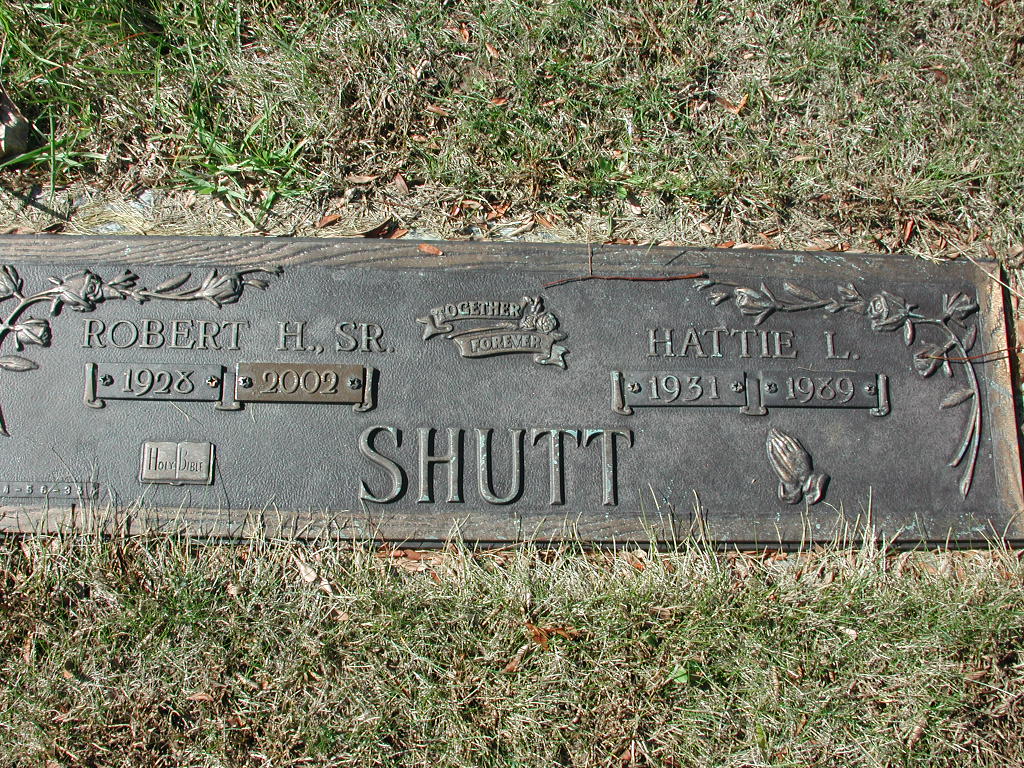 ROBERT H., SR.
1928 2002
TOGETHER
FOREVER
HATTIE L.
1931 1989
HOLY BIBLE
SHUTT